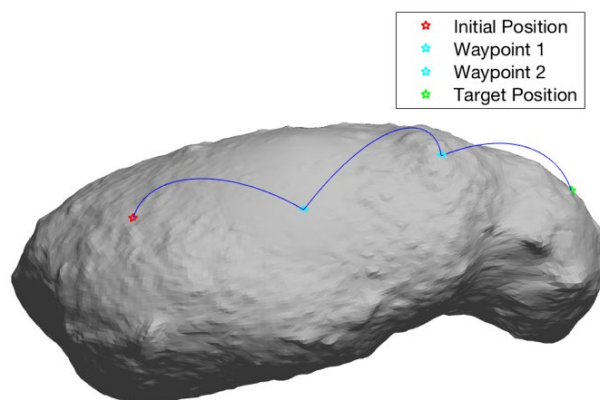 Initial Position
Waypoint 1
Waypoint 2
Target Position